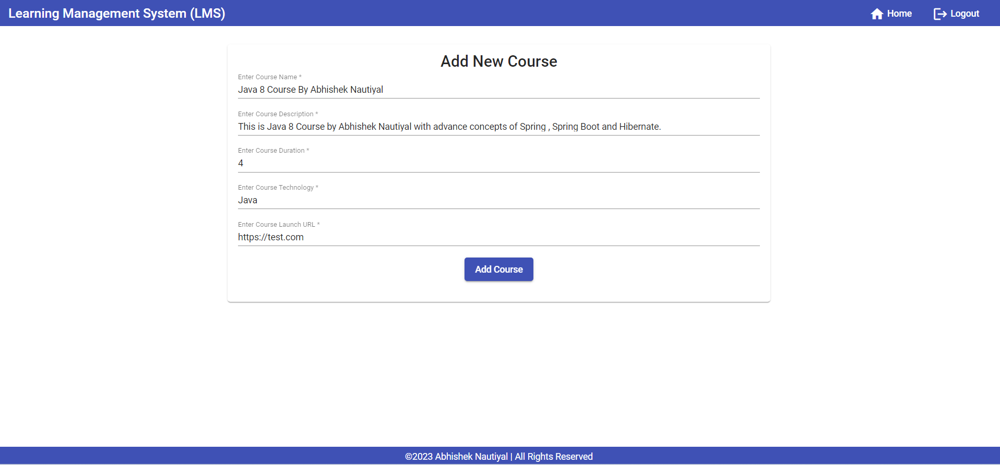 Learning Management System (LMS)
Home
Logout
Add New Course
Enter Course Name *
Java 8 Course By Abhishek Nautiyal
Enter Course Description *
This is Java 8 Course by Abhishek Nautiyal with advance concepts of Spring , Spring Boot and Hibernate.
Enter Course Duration *
4
Enter Course Technology *
Java
Enter Course Launch URL *
https://test.com
Add Course
©2023 Abhishek Nautiyal | All Rights Reserved